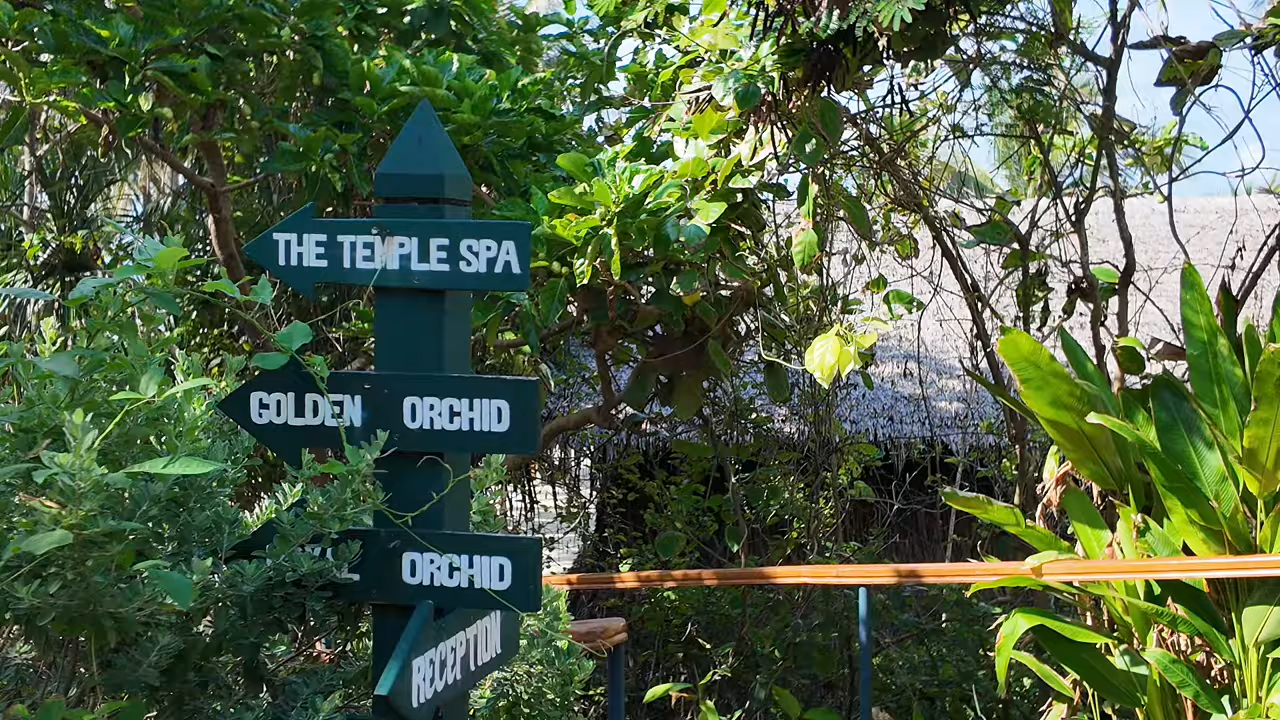 THE TEMPLE SPA
GOLDEN ORCHID
ORCHID
RECEPTION